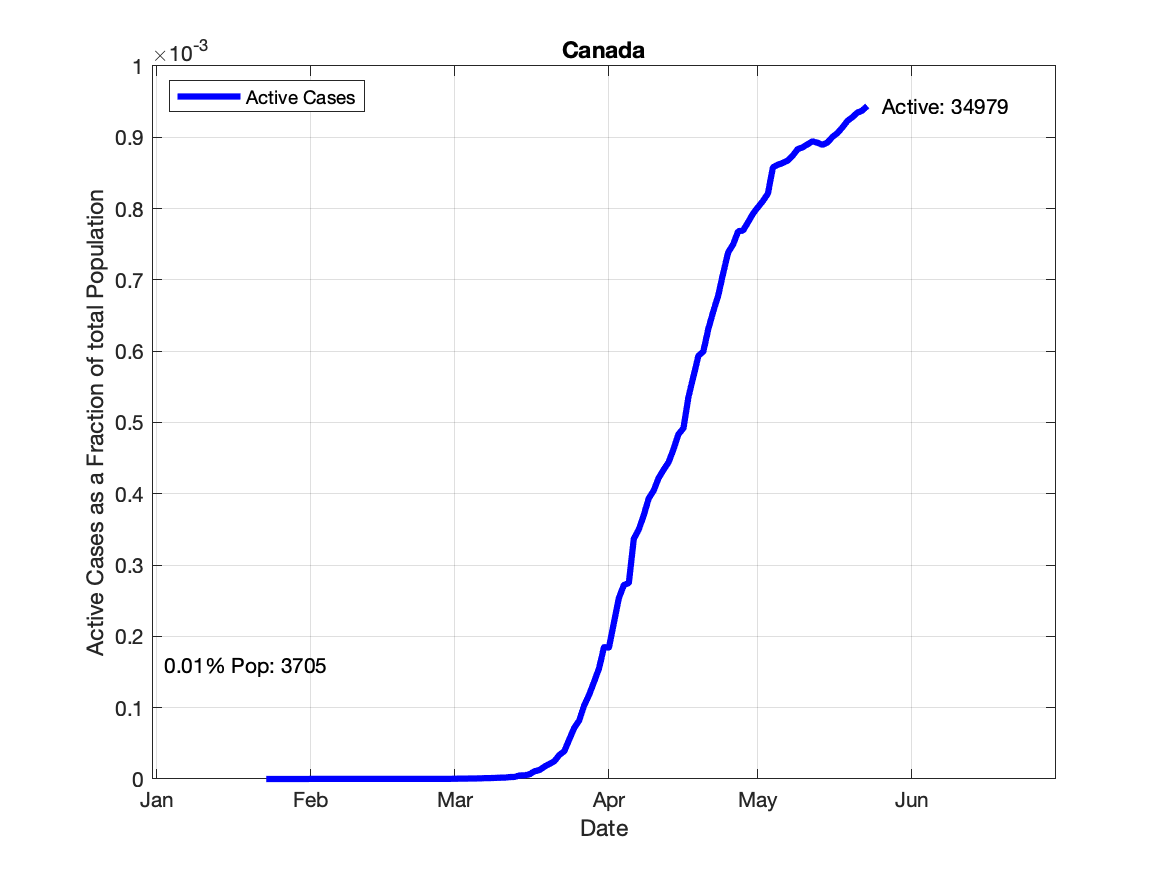 Canada
×10-3
Active Cases
Active: 34979
0.01% Pop: 3705
Active Cases as a Fraction of total Population
1
0.9
0.8
0.7
0.6
0.5
0.4
0.3
0.2
0.1
0
Jan Feb Mar Apr May Jun
Date